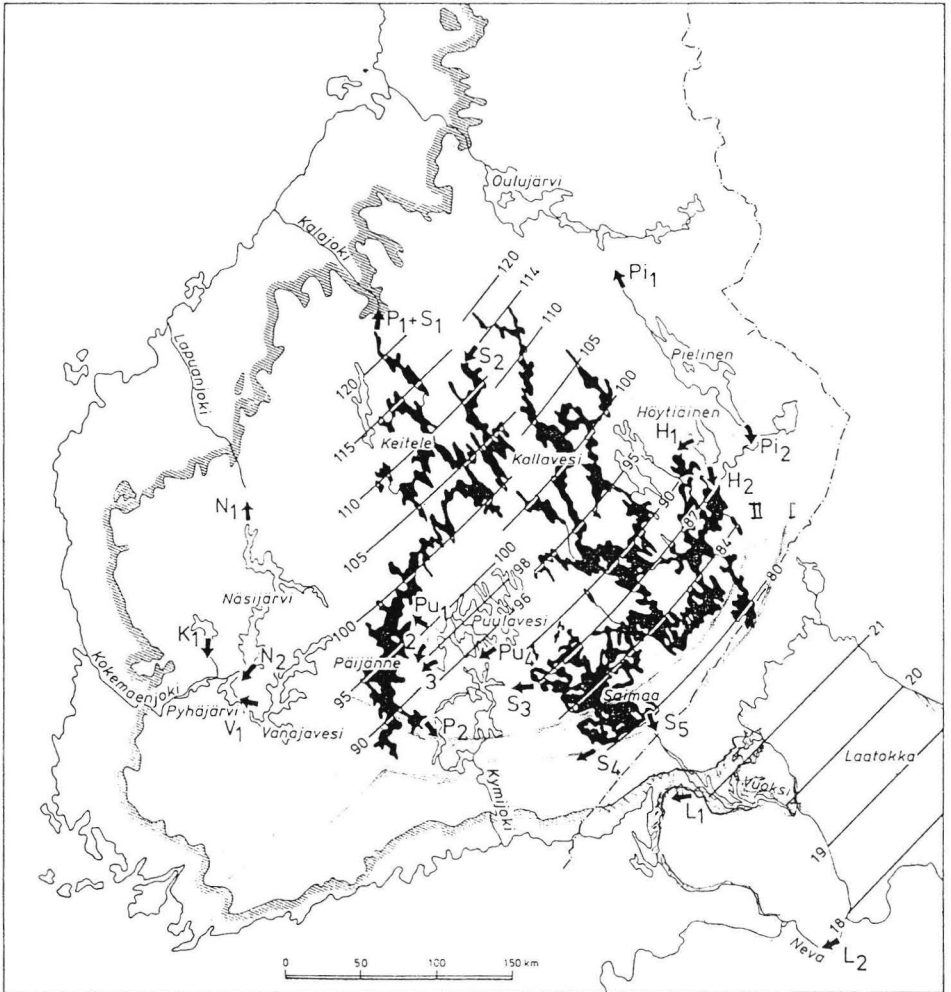 Oulujärvi
Kalajoki
Pi₁
120
114
110
P₁+S₁
S₂
105
Pielinen
Lapuanjoki
120
100
Höytiäinen
115
Keitele
H₁
Pi₂
Kallavesi
95
H₂
110
90
N₁
87
II
I
105
84
100
80
98
Näsijärvi
Pu₁
96
2
Puulavesi
K₁
100
21
N₂
Päijänne
3
Pu₄
20
Kokemaenjoki
95
S₃
Pyhäjärvi
Saimaa
Laatokka
V₁
Vanajavesi
90
P₂
S₅
S₄
Vuoksi
Kymijoki
L₁
19
18
Neva
L₂
0 50 100 150 km